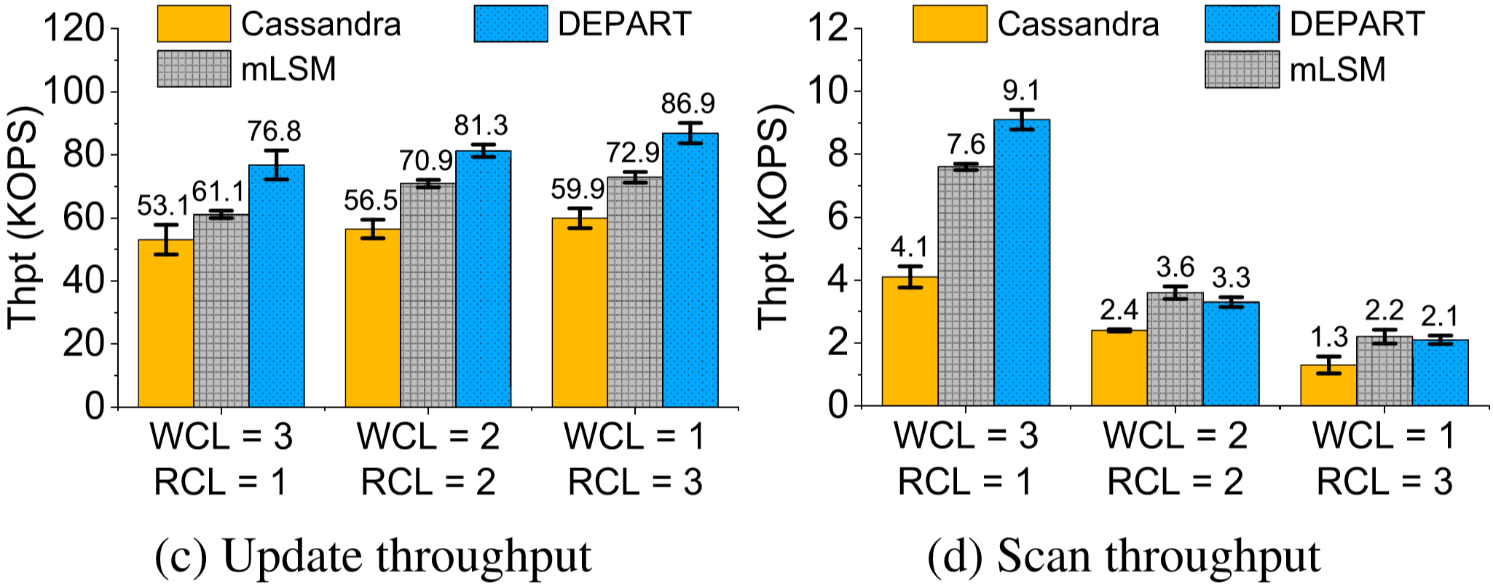 Cassandra DEPART
mLSM
Thpt (KOPS)
120
100
80
60
40
20
0
53.1 61.1 76.8
56.5 70.9 81.3
59.9 72.9 86.9
WCL = 3 WCL = 2 WCL = 1
RCL = 1 RCL = 2 RCL = 3
(c) Update throughput
Cassandra DEPART
mLSM
Thpt (KOPS)
12
10
8
6
4
2
0
4.1 7.6 9.1
2.4 3.6 3.3
1.3 2.2 2.1
WCL = 3 WCL = 2 WCL = 1
RCL = 1 RCL = 2 RCL = 3
(d) Scan throughput